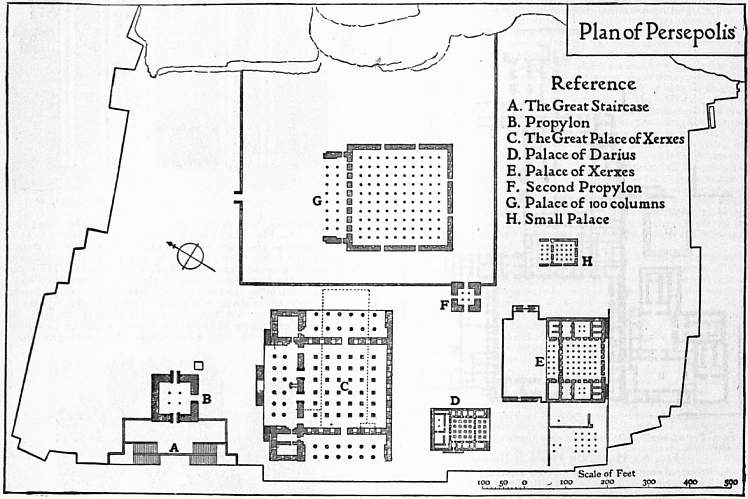 Plan of Persepolis
Reference
A. The Great Staircase
B. Propylon
C. The Great Palace of Xerxes
D. Palace of Darius
E. Palace of Xerxes
F. Second Propylon
G. Palace of 100 columns
H. Small Palace
G
H
F
E
C
B
D
A
Scale of Feet
100 50 0 100 200 300 400 500